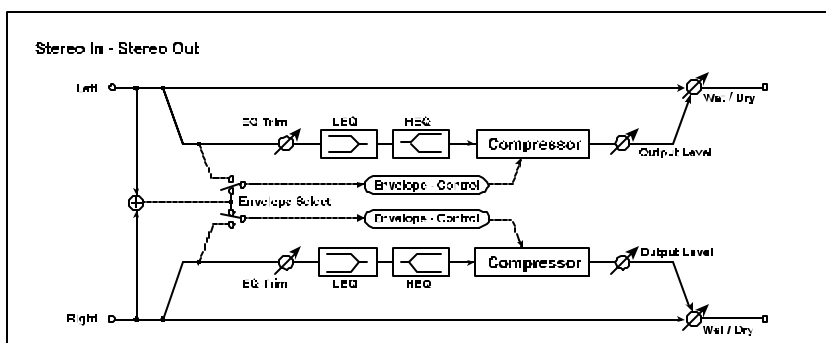 Stereo In - Stereo Out
Left
Wet / Dry
EQ Trim
LEQ
HEQ
Compressor
Output Level
Envelope - Control
Envelope Select
Envelope - Control
Output Level
Compressor
EQ Trim
LEQ
HEQ
Right
Wet / Dry